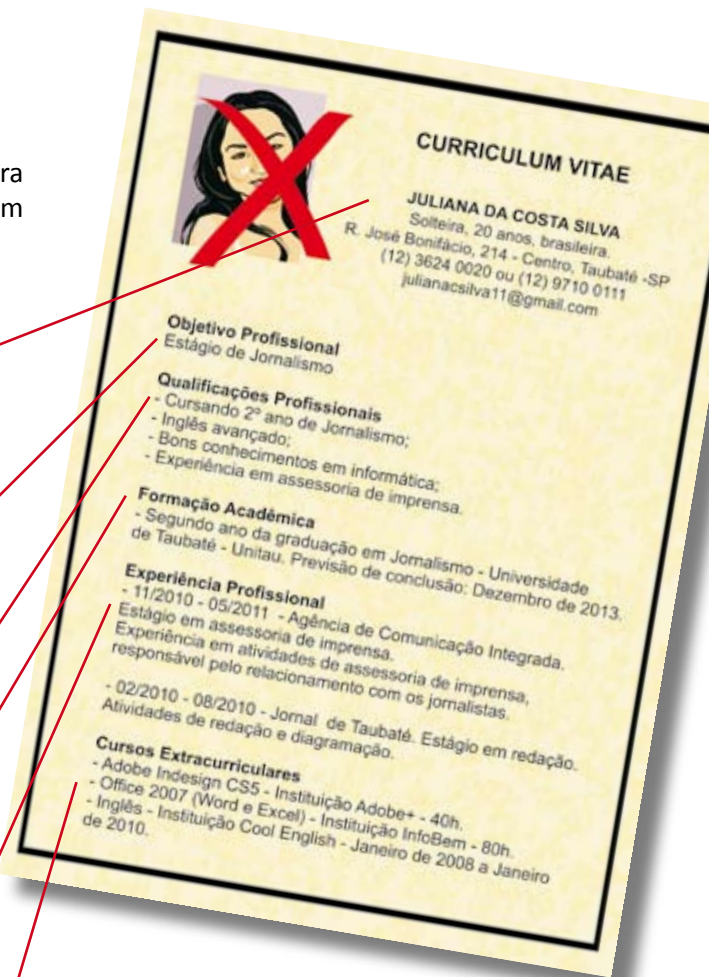 ra
m
CURRICULUM VITAE
JULIANA DA COSTA SILVA
Solteira, 20 anos, brasileira.
R. José Bonifácio, 214 - Centro, Taubaté -SP
(12) 3624 0020 ou (12) 9710 0111
julianacsilva11@gmail.com
Objetivo Profissional
Estágio de Jornalismo
Qualificações Profissionais
- Cursando 2º ano de Jornalismo;
- Inglês avançado;
- Bons conhecimentos em informática;
- Experiência em assessoria de imprensa.
Formação Acadêmica
- Segundo ano da graduação em Jornalismo - Universidade
de Taubaté - Unitau. Previsão de conclusão: Dezembro de 2013.
Experiência Profissional
- 11/2010 - 05/2011 - Agência de Comunicação Integrada.
Estágio em assessoria de imprensa.
Experiência em atividades de assessoria de imprensa,
responsável pelo relacionamento com os jornalistas.
- 02/2010 - 08/2010 - Jornal de Taubaté. Estágio em redação.
Atividades de redação e diagramação.
Cursos Extracurriculares
- Adobe Indesign CS5 - Instituição Adobe+ - 40h.
- Office 2007 (Word e Excel) - Instituição InfoBem - 80h.
- Inglês - Instituição Cool English - Janeiro de 2008 a Janeiro
de 2010.